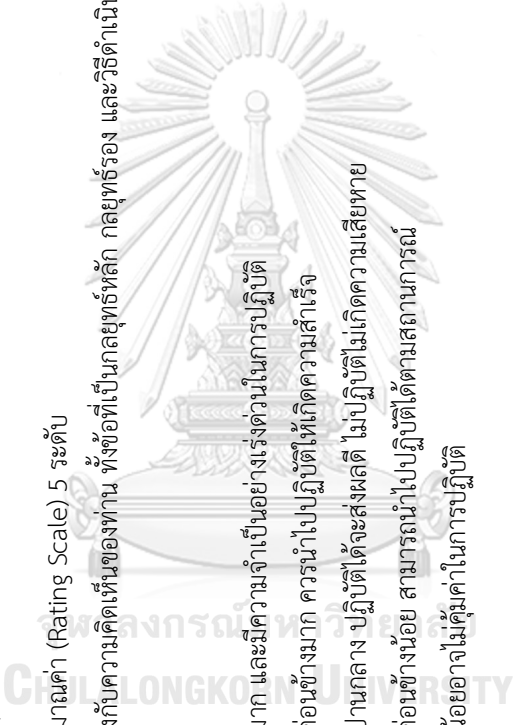 มาณค่า (Rating Scale) 5 ระดับ
งกับความคิดเห็นของท่าน ทั้งข้อที่เป็นกลยุทธ์หลัก กลยุทธ์รอง และวิธีดำเนิน
มาก และมีความจำเป็นอย่างเร่งด่วนในการปฏิบัติ
ค่อนข้างมาก ควรนำไปปฏิบัติให้เกิดความสำเร็จ
ปานกลาง ปฏิบัติได้จะส่งผลดี ไม่ปฏิบัติไม่เกิดความเสียหาย
ค่อนข้างน้อย สามารถนำไปปฏิบัติได้ตามสถานการณ์
น้อยอาจไม่คุ้มค่าในการปฏิบัติ
จุฬาลงกรณ์มหาวิทยาลัย
CHULALONGKORN UNIVERSITY